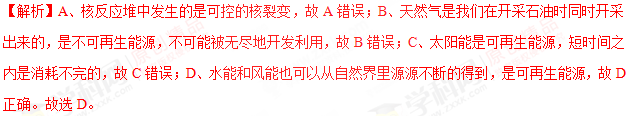 【解析】A、核反应堆中发生的是可控的核裂变，故 A 错误；B、天然气是我们在开采石油时同时开采
出来的，是不可再生能源，不可能被无尽地开发利用，故 B 错误；C、太阳能是可再生能源，短时间之
内是消耗不完的，故 C 错误；D、水能和风能也可以从自然界里源源不断的得到，是可再生能源，故 D
正确。故选 D。